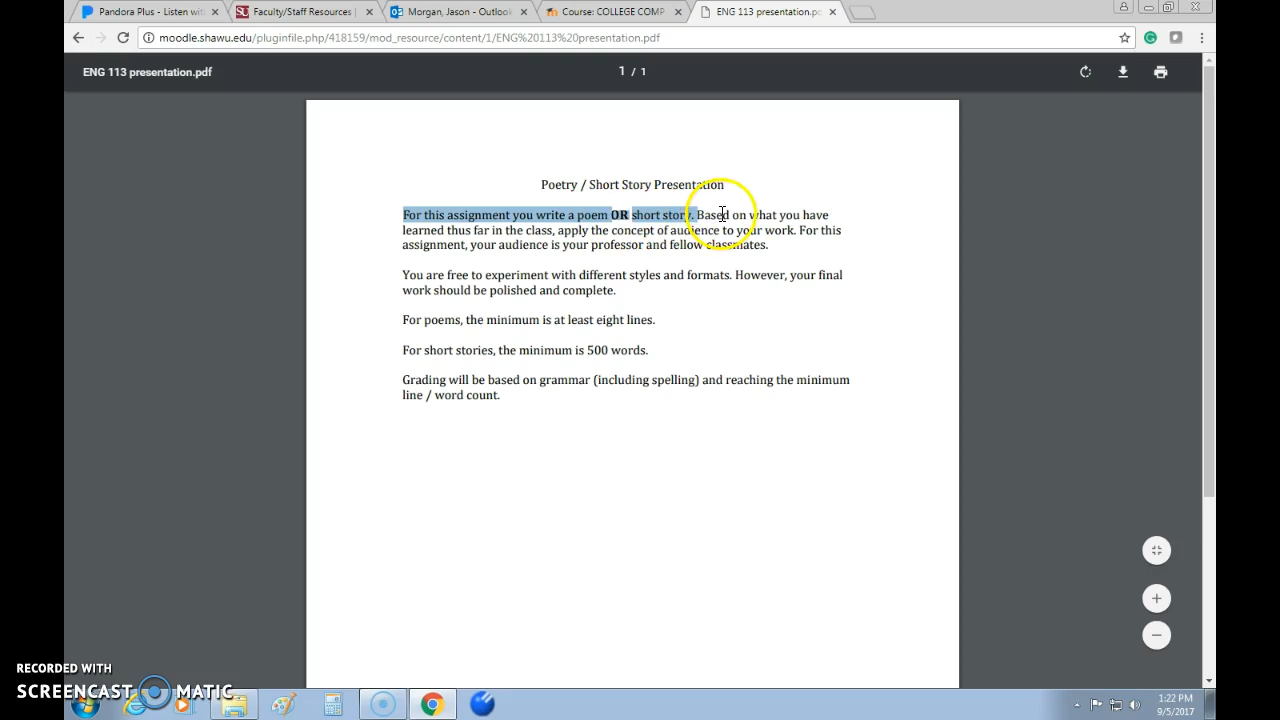 Pandora Plus - Listen wit
Faculty/Staff Resources |
Morgan, Jason - Outlook
Course: COLLEGE COMP
ENG 113 presentation.pd
moodle.shawu.edu/pluginfile.php/418159/mod_resource/content/1/ENG%20113%20presentation.pdf
ENG 113 presentation.pdf
1 / 1
Poetry / Short Story Presentation
For this assignment you write a poem OR short story. Based on what you have
learned thus far in the class, apply the concept of audience to your work. For this
assignment, your audience is your professor and fellow classmates.
You are free to experiment with different styles and formats. However, your final
work should be polished and complete.
For poems, the minimum is at least eight lines.
For short stories, the minimum is 500 words.
Grading will be based on grammar (including spelling) and reaching the minimum
line / word count.
RECORDED WITH
SCREENCAST MATIC
1:22 PM
9/5/2017